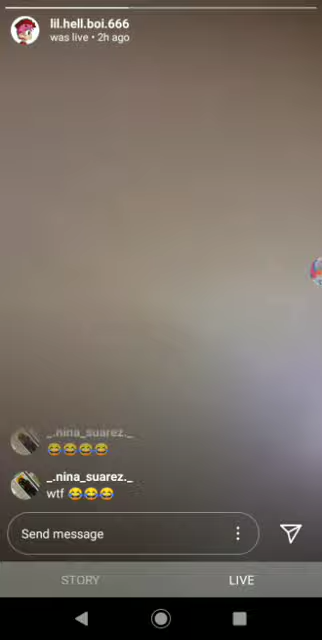 lil.hell.boi.666
was live • 2h ago
_.nina_suarez._
😂😂😂😂
_.nina_suarez._
wtf 😂😂😂
Send message
STORY LIVE